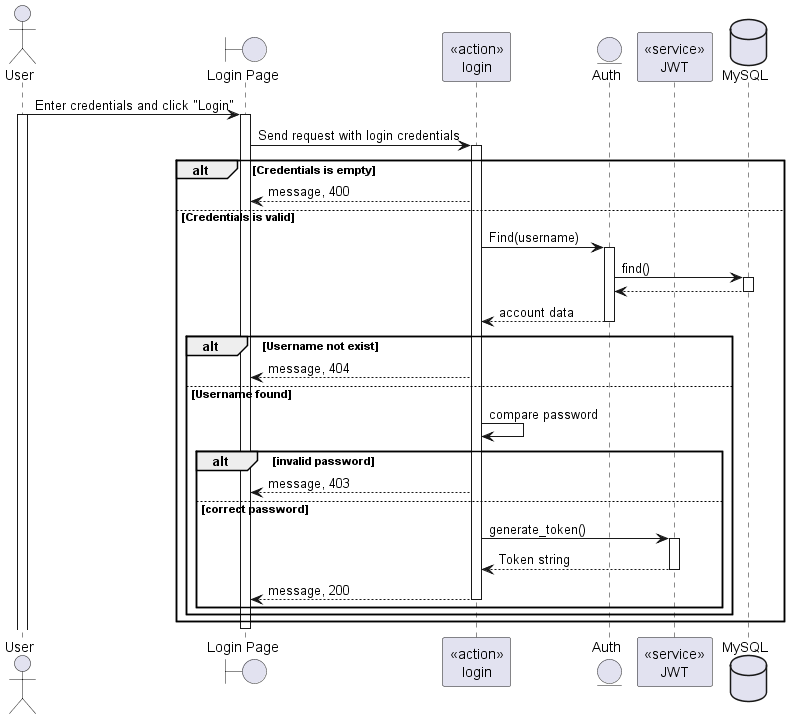 User
Login Page
«action»
login
Auth
«service»
JWT
MySQL
Enter credentials and click "Login"
Send request with login credentials
alt [Credentials is empty]
message, 400
[Credentials is valid]
Find(username)
find()
account data
alt [Username not exist]
message, 404
[Username found]
compare password
alt [invalid password]
message, 403
[correct password]
generate_token()
Token string
message, 200
User
Login Page
«action»
login
Auth
«service»
JWT
MySQL